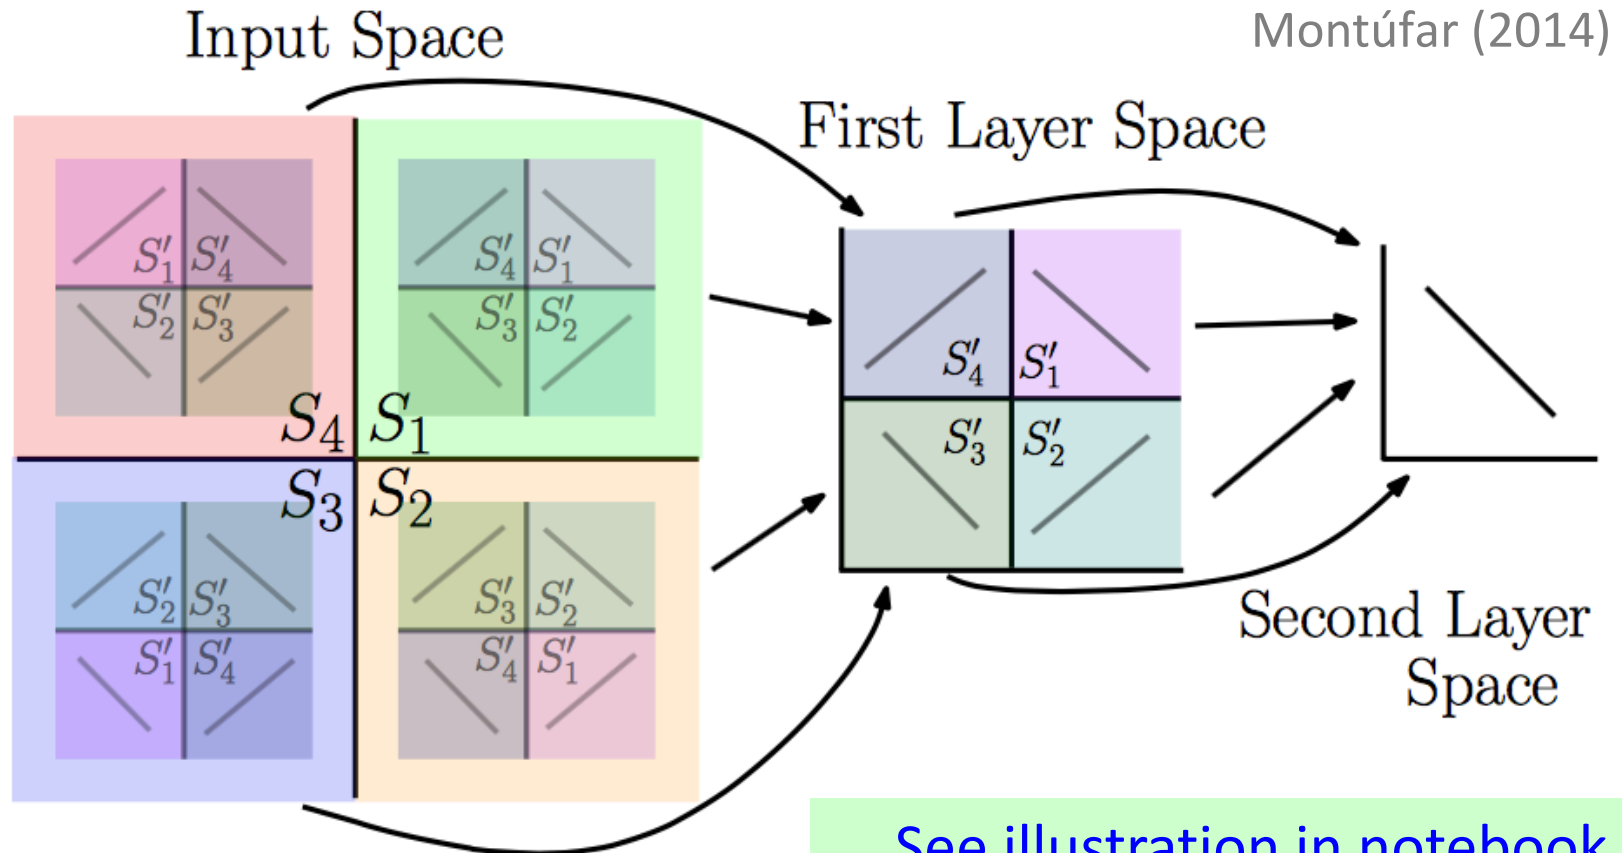 Montúfar (2014)
Input Space
First Layer Space
S′₁ S′₄
S′₂ S′₃
S′₄ S′₁
S′₃ S′₂
S₄ S₁
S₃ S₂
S′₂ S′₃
S′₁ S′₄
S′₃ S′₂
S′₄ S′₁
S′₄ S′₁
S′₃ S′₂
Second Layer
Space
See illustration in notebook